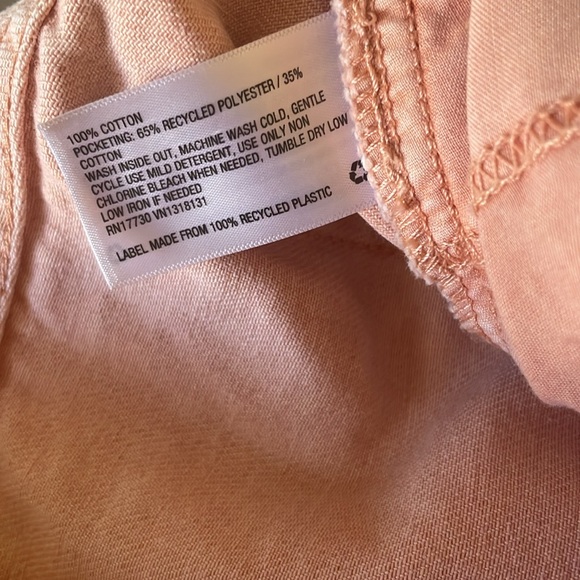 100% COTTON
POCKETING: 65% RECYCLED POLYESTER / 35%
COTTON
WASH INSIDE OUT, MACHINE WASH COLD, GENTLE
CYCLE USE MILD DETERGENT, USE ONLY NON
CHLORINE BLEACH WHEN NEEDED, TUMBLE DRY LOW
LOW IRON IF NEEDED
RN17730 VN1318131
LABEL MADE FROM 100% RECYCLED PLASTIC